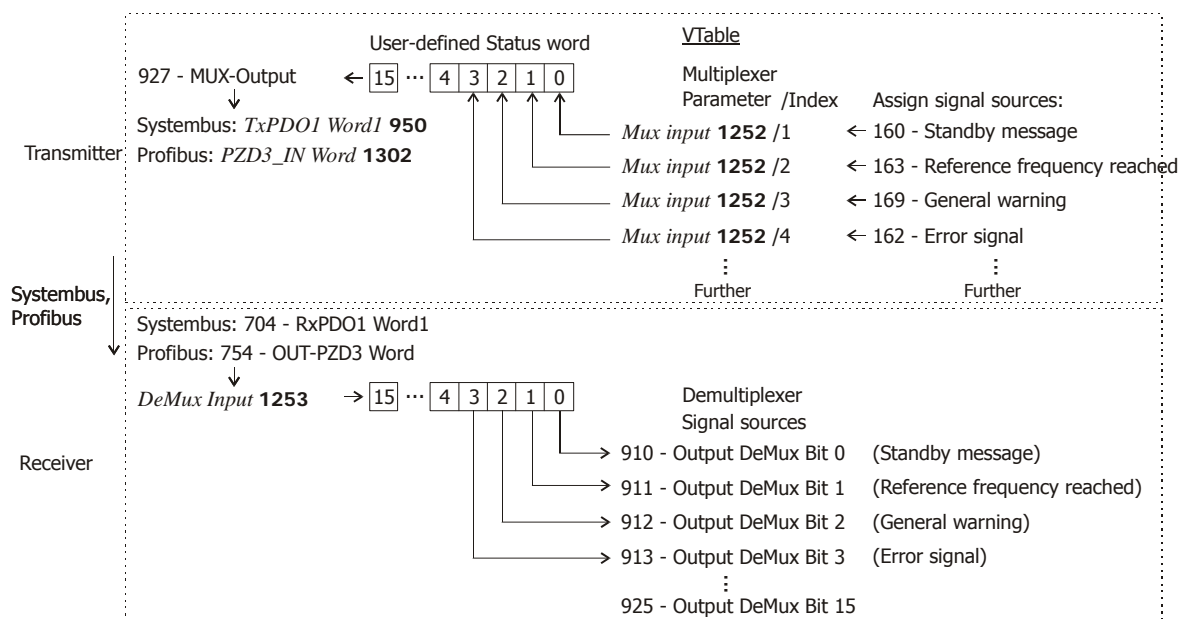 User-defined Status word
VTable
927 - MUX-Output
15 ... 4 3 2 1 0
Multiplexer
Parameter /Index
Assign signal sources:
Systembus: TxPDO1 Word1 950
Profibus: PZD3_IN Word 1302
Transmitter
Mux input 1252 /1
160 - Standby message
Mux input 1252 /2
163 - Reference frequency reached
Mux input 1252 /3
169 - General warning
Mux input 1252 /4
162 - Error signal
Further
Further
Systembus,
Profibus
Systembus: 704 - RxPDO1 Word1
Profibus: 754 - OUT-PZD3 Word
DeMux Input 1253
15 ... 4 3 2 1 0
Demultiplexer
Signal sources
Receiver
910 - Output DeMux Bit 0 (Standby message)
911 - Output DeMux Bit 1 (Reference frequency reached)
912 - Output DeMux Bit 2 (General warning)
913 - Output DeMux Bit 3 (Error signal)
925 - Output DeMux Bit 15